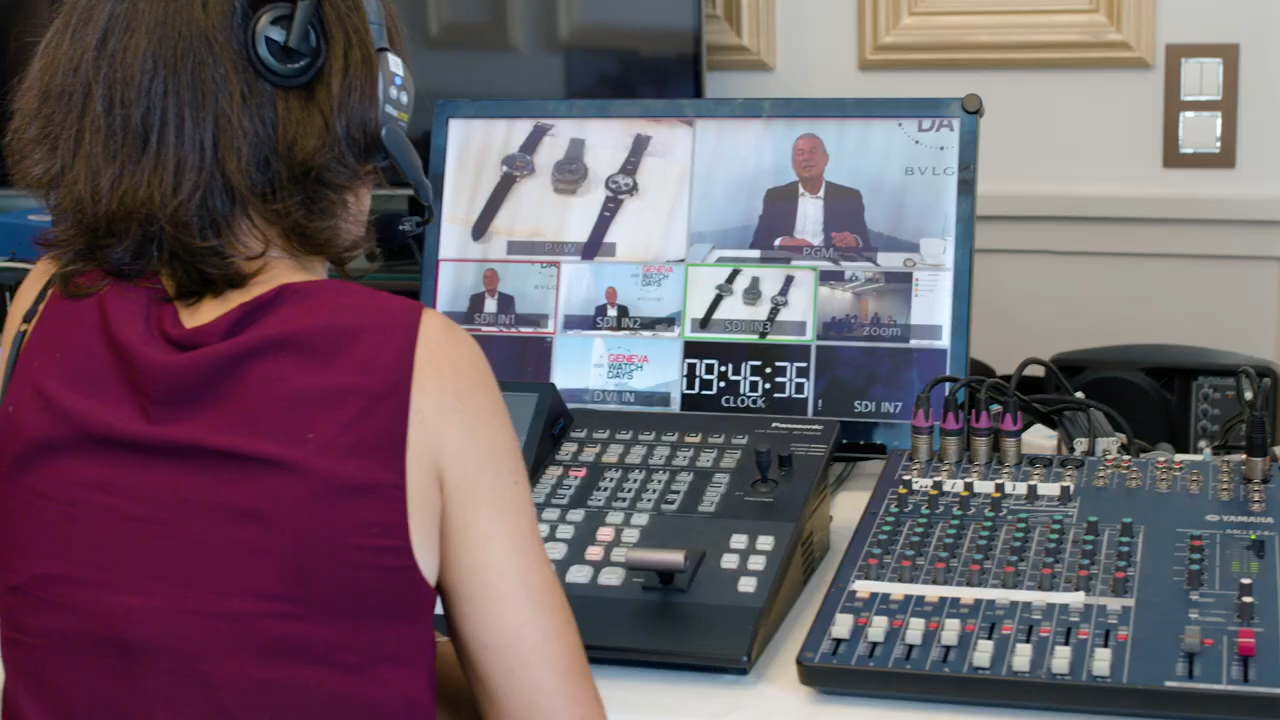 DA
BVLG
PVW
PGM
DA
GENEVA
WATCH
DAYS
SDI IN1
SDI IN2
SDI IN3
zoom
GENEVA
WATCH
DAYS
DVI IN
09:46:36
CLOCK
!
SDI IN7
Panasonic
YAMAHA